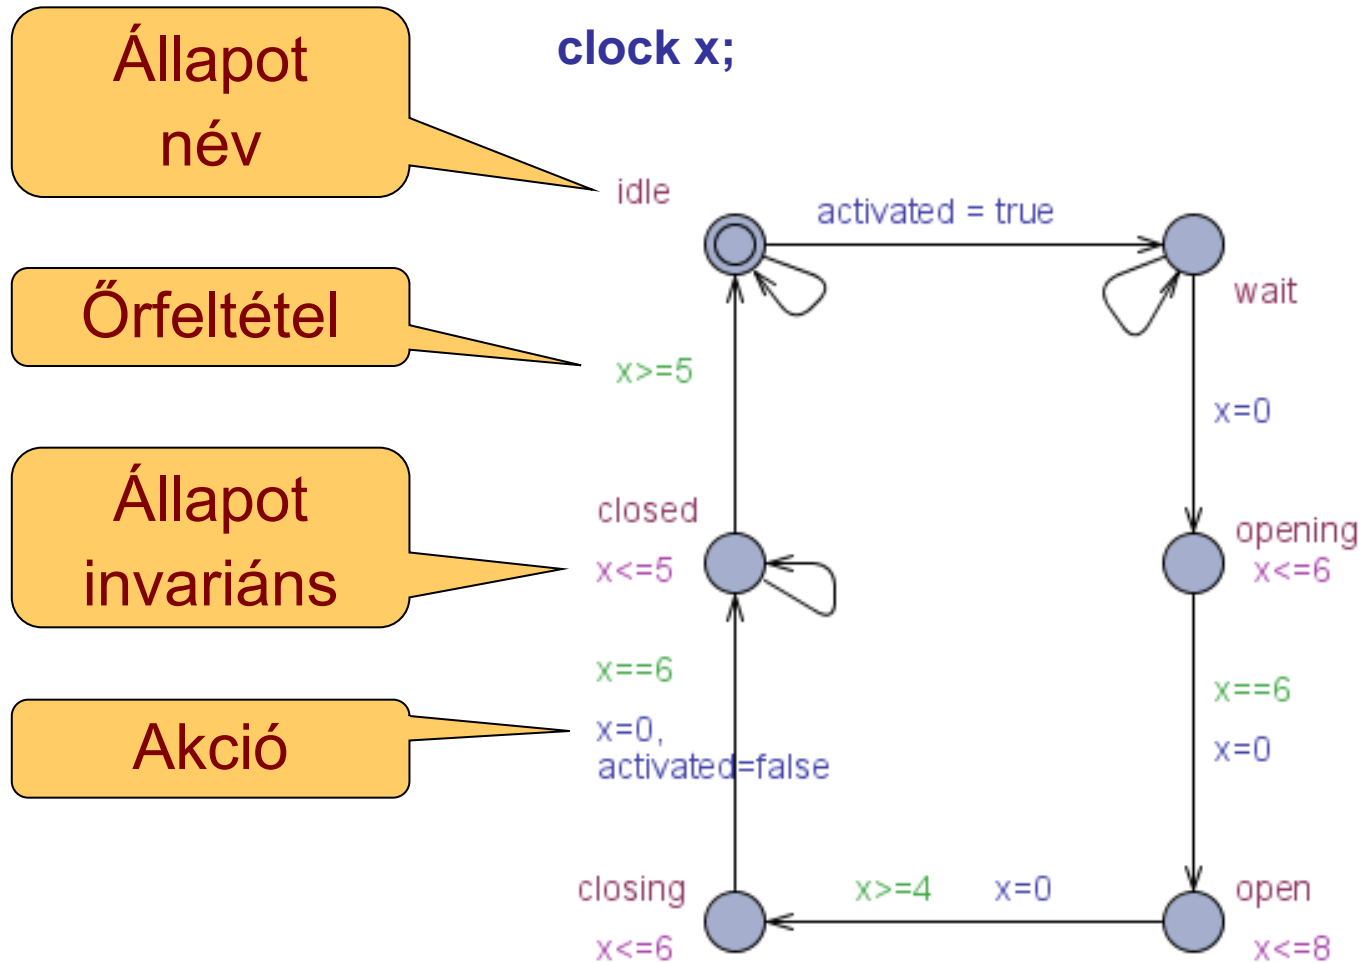 Állapot
név
clock x;
idle
activated = true
wait
Őrfeltétel
x>=5
x=0
Állapot
invariáns
closed
x<=5
opening
x<=6
x==6
x=0,
activated=false
Akció
x==6
x=0
closing
x<=6
x>=4 x=0
open
x<=8